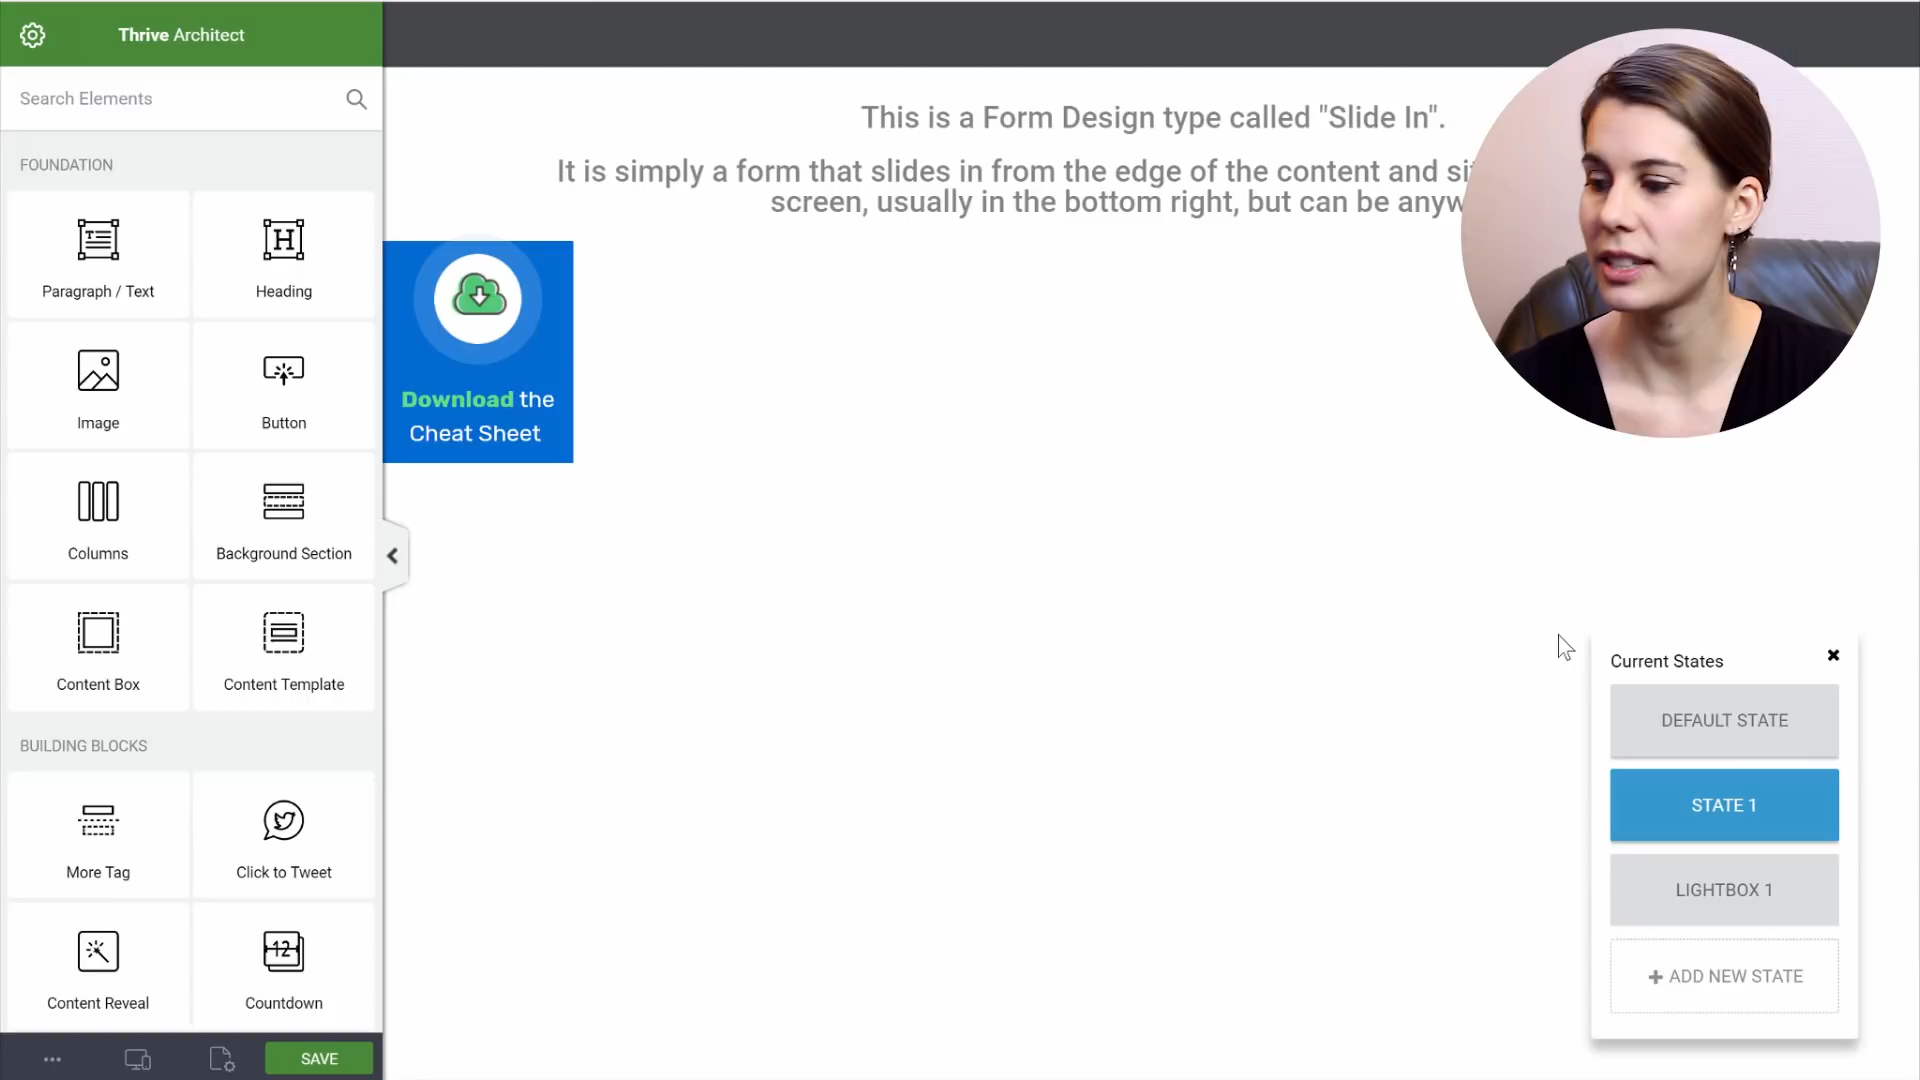 Thrive Architect
Search Elements
FOUNDATION
Paragraph / Text
Heading
Image
Button
Columns
Background Section
Content Box
Content Template
BUILDING BLOCKS
More Tag
Click to Tweet
Content Reveal
12
Countdown
SAVE
This is a Form Design type called "Slide In".
It is simply a form that slides in from the edge of the content and
screen, usually in the bottom right, but can be
Download the
Cheat Sheet
Current States
DEFAULT STATE
STATE 1
LIGHTBOX 1
ADD NEW STATE